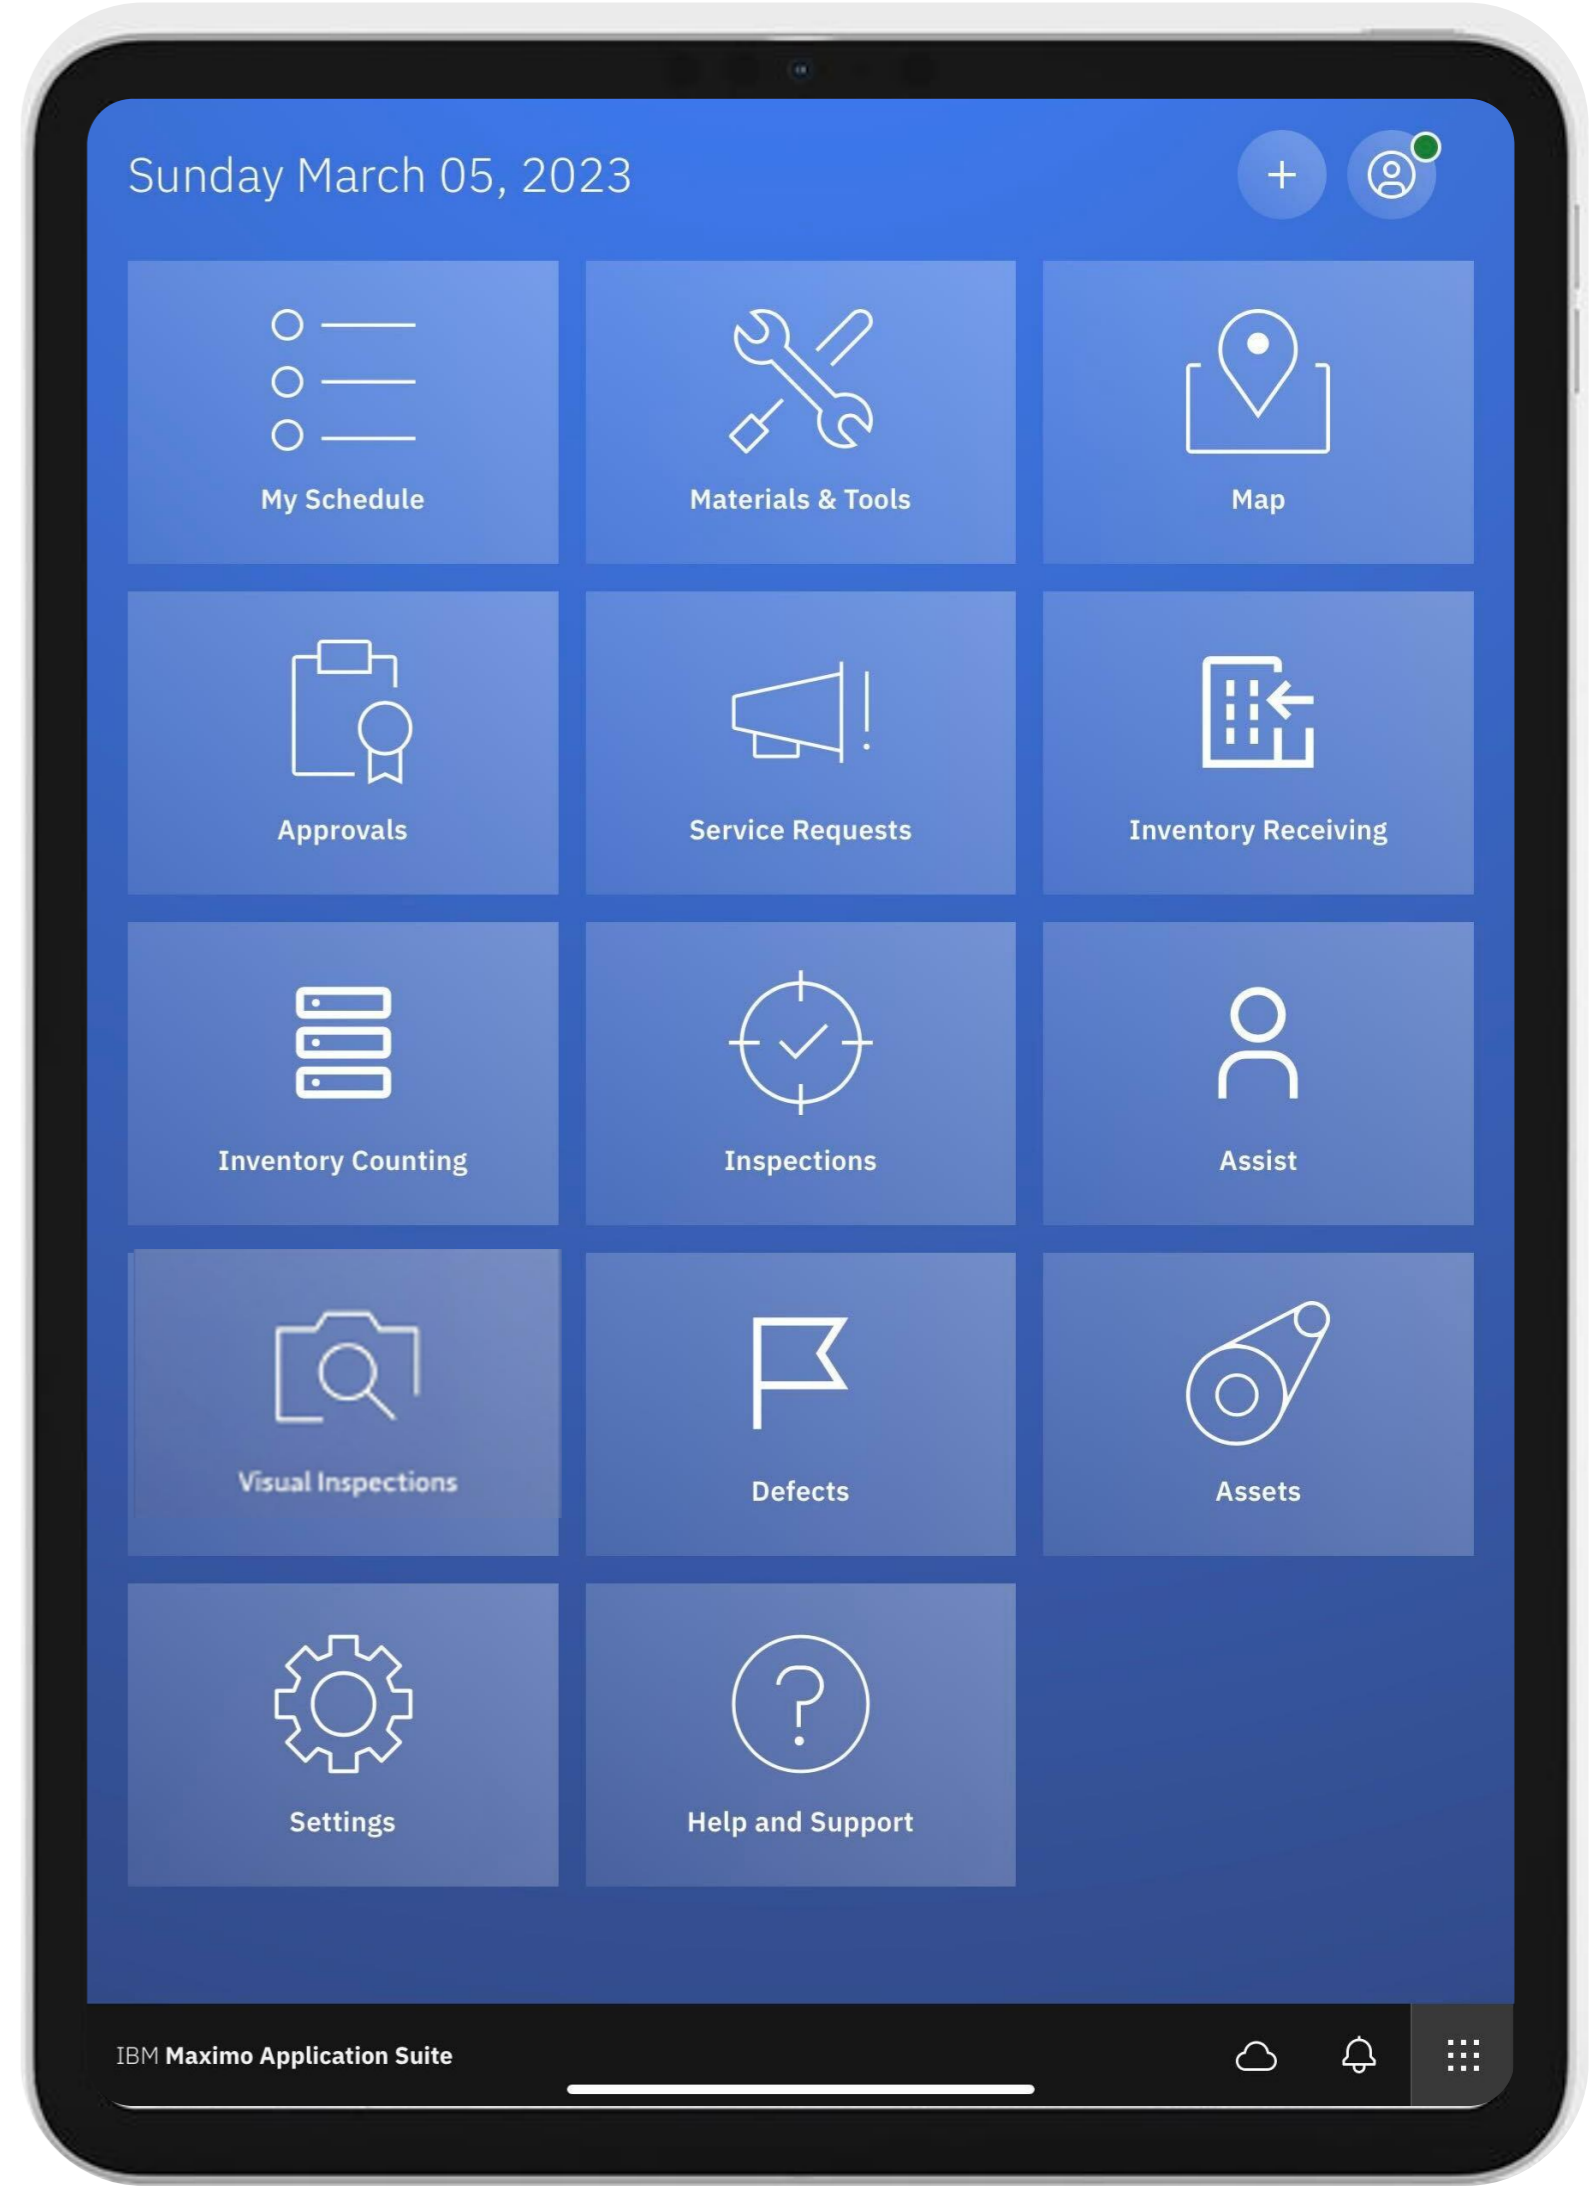 Sunday March 05, 2023
My Schedule
Materials & Tools
Map
Approvals
Service Requests
Inventory Receiving
Inventory Counting
Inspections
Assist
Visual Inspections
Defects
Assets
Settings
Help and Support
IBM Maximo Application Suite